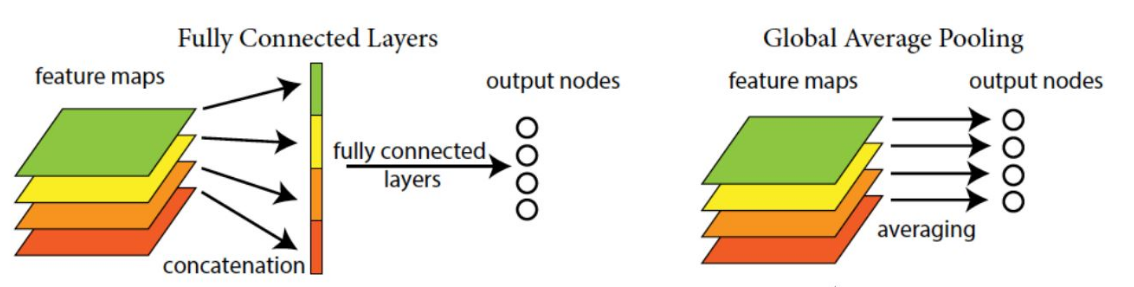 Fully Connected Layers
feature maps
output nodes
fully connected
layers
concatenation
Global Average Pooling
feature maps
output nodes
averaging